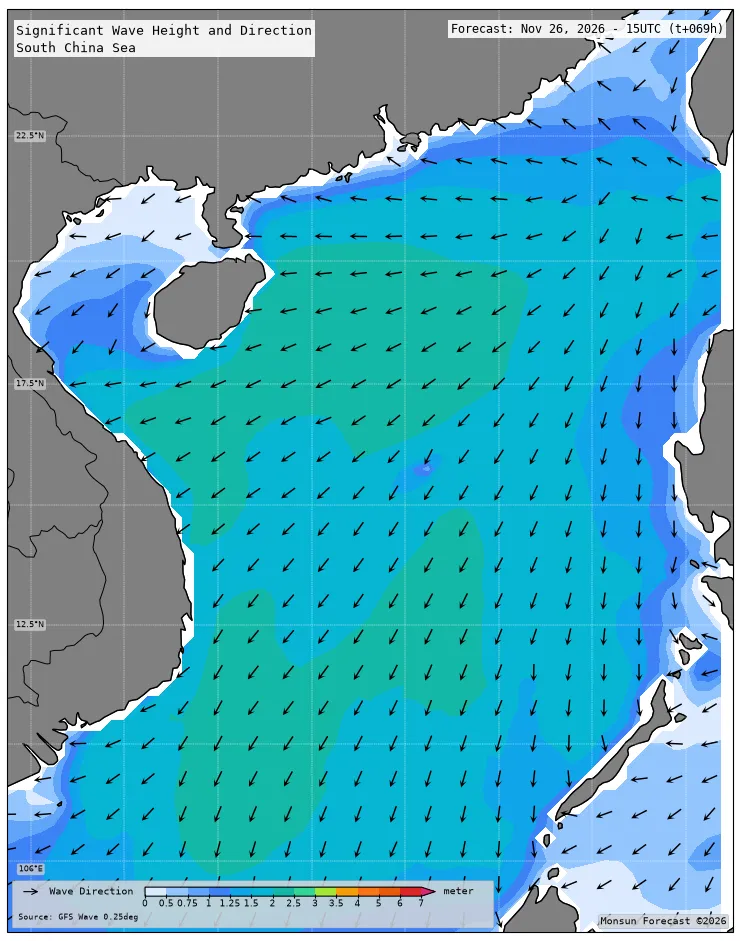 Significant Wave Height and Direction
South China Sea
Forecast: Nov 26, 2026 - 15UTC (t+069h)
22.5°N
17.5°N
12.5°N
106°E
Wave Direction
0 0.5 0.75 1 1.25 1.5 2 2.5 3 3.5 4 5 6 7 meter
Source: GFS Wave 0.25deg
Monsun Forecast ©2026